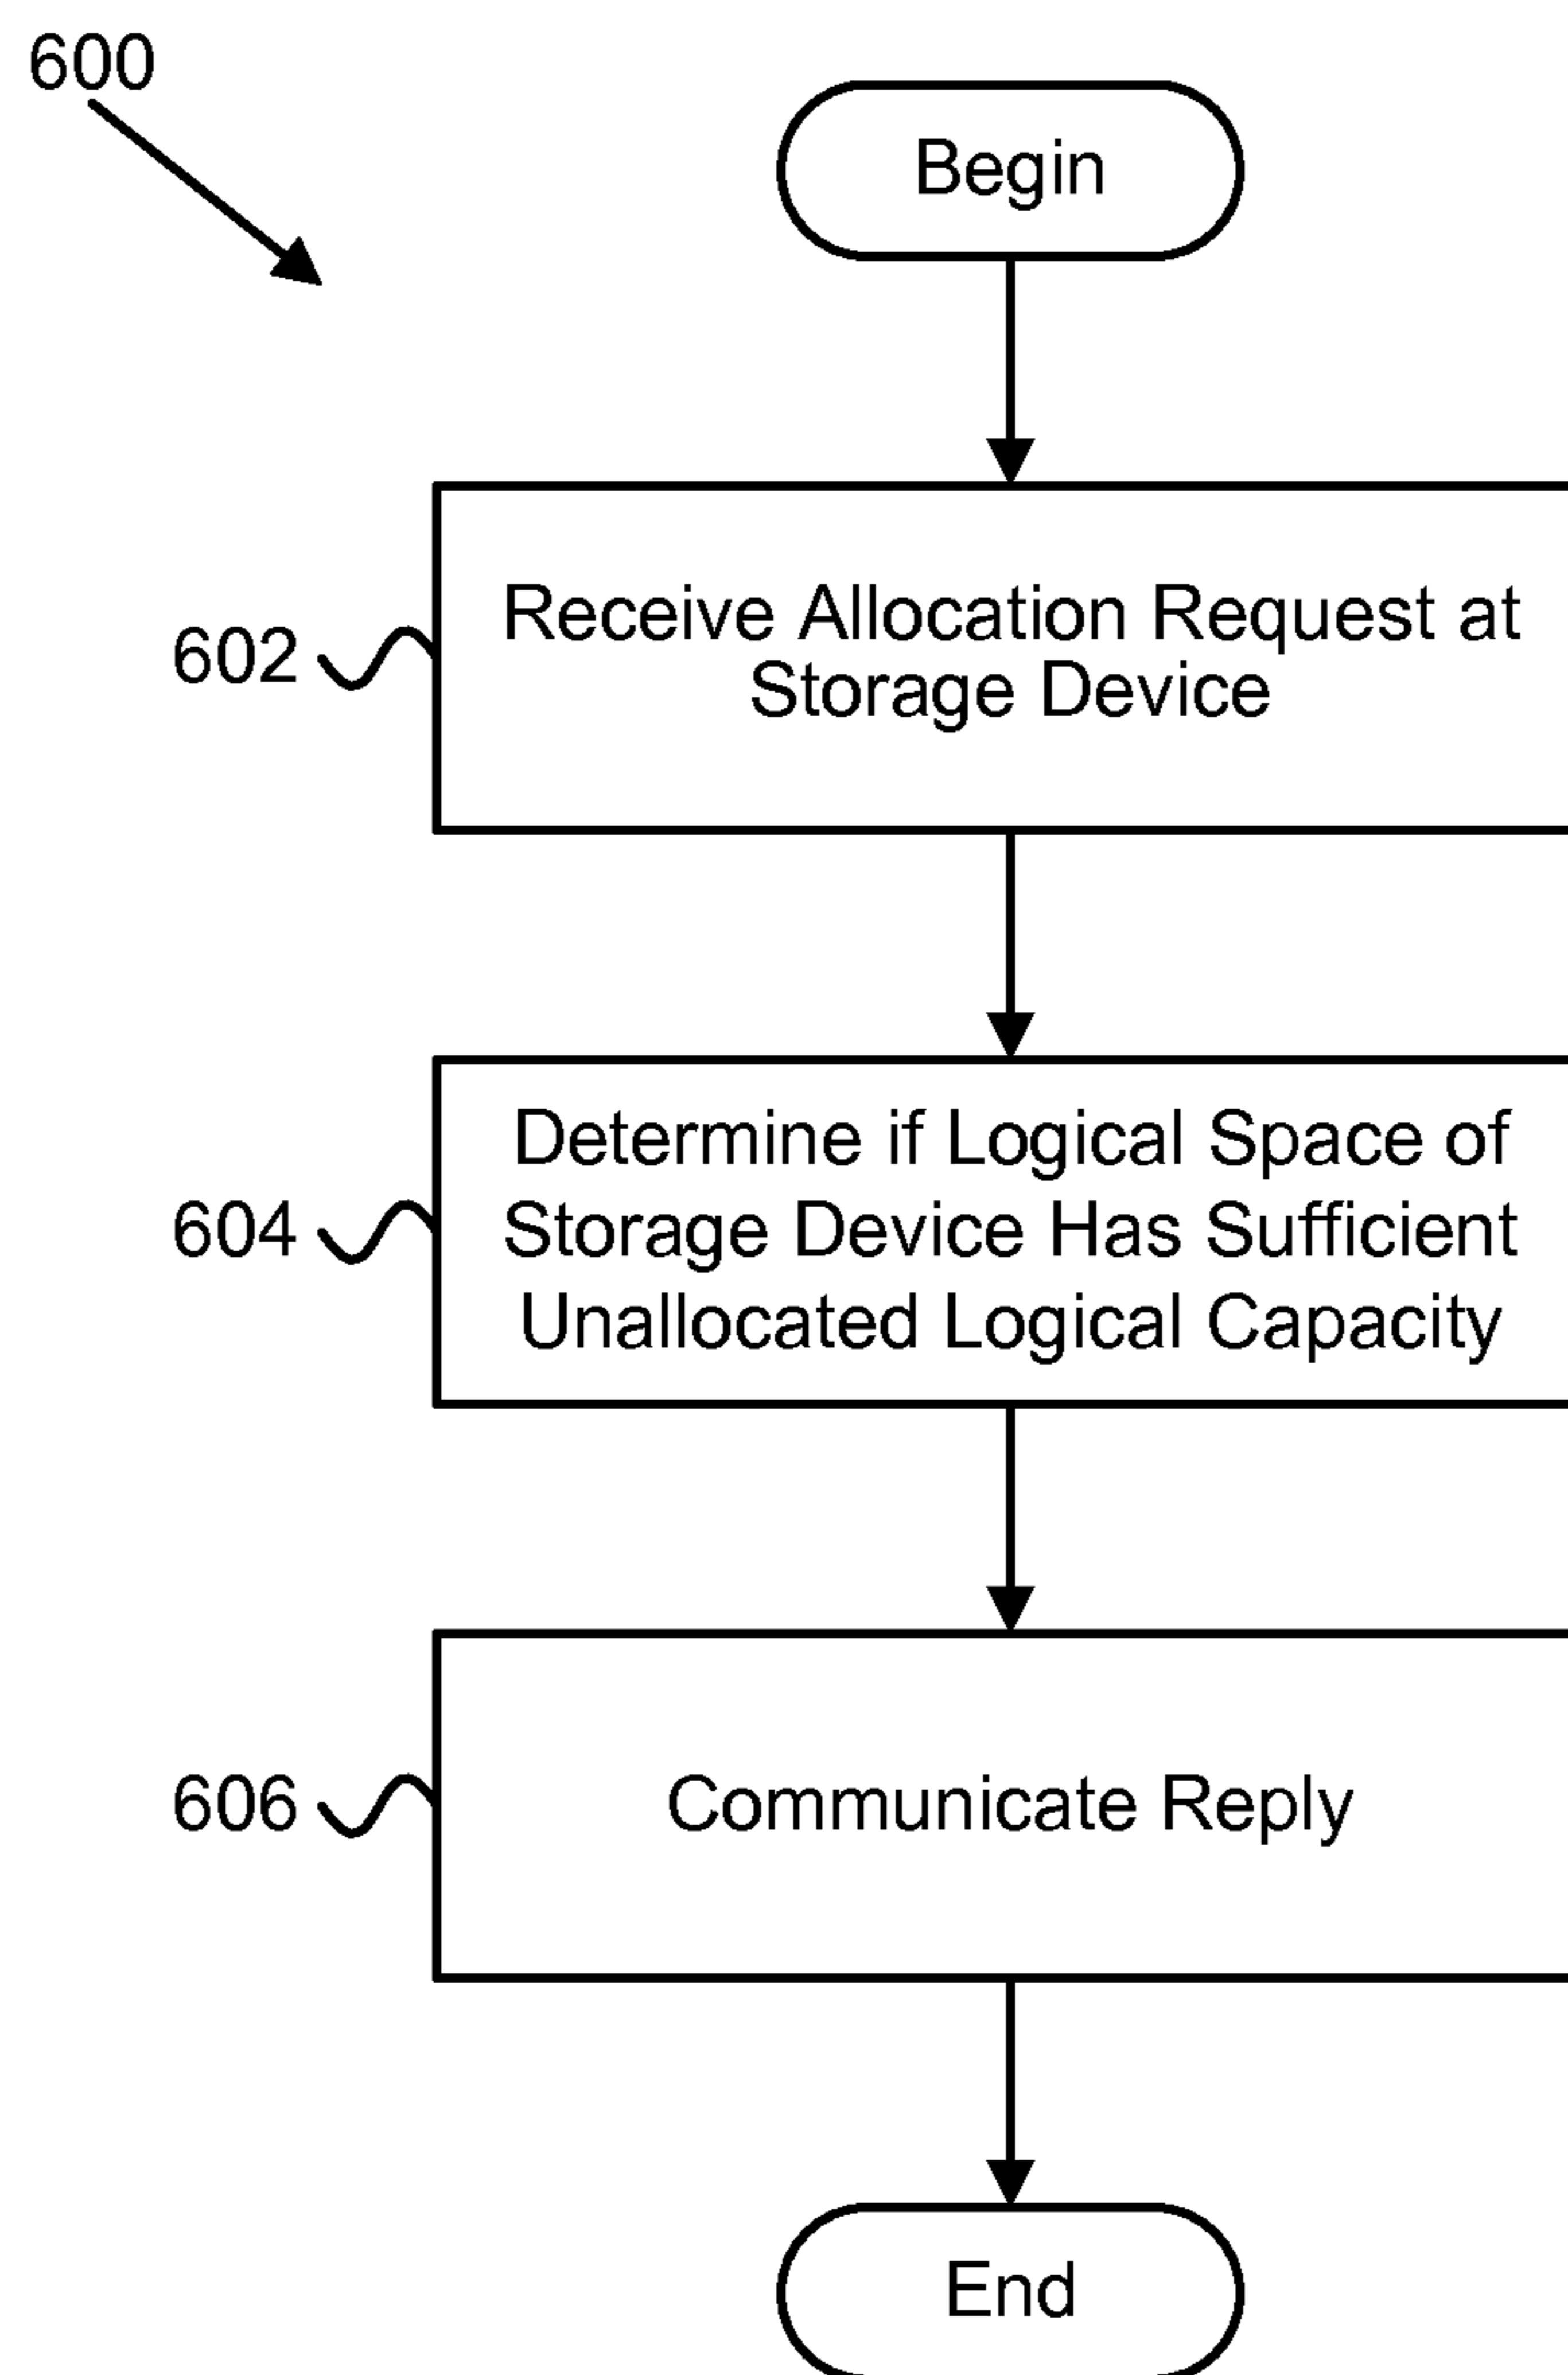 600
Begin
602
Receive Allocation Request at
Storage Device
604
Determine if Logical Space of
Storage Device Has Sufficient
Unallocated Logical Capacity
606
Communicate Reply
End